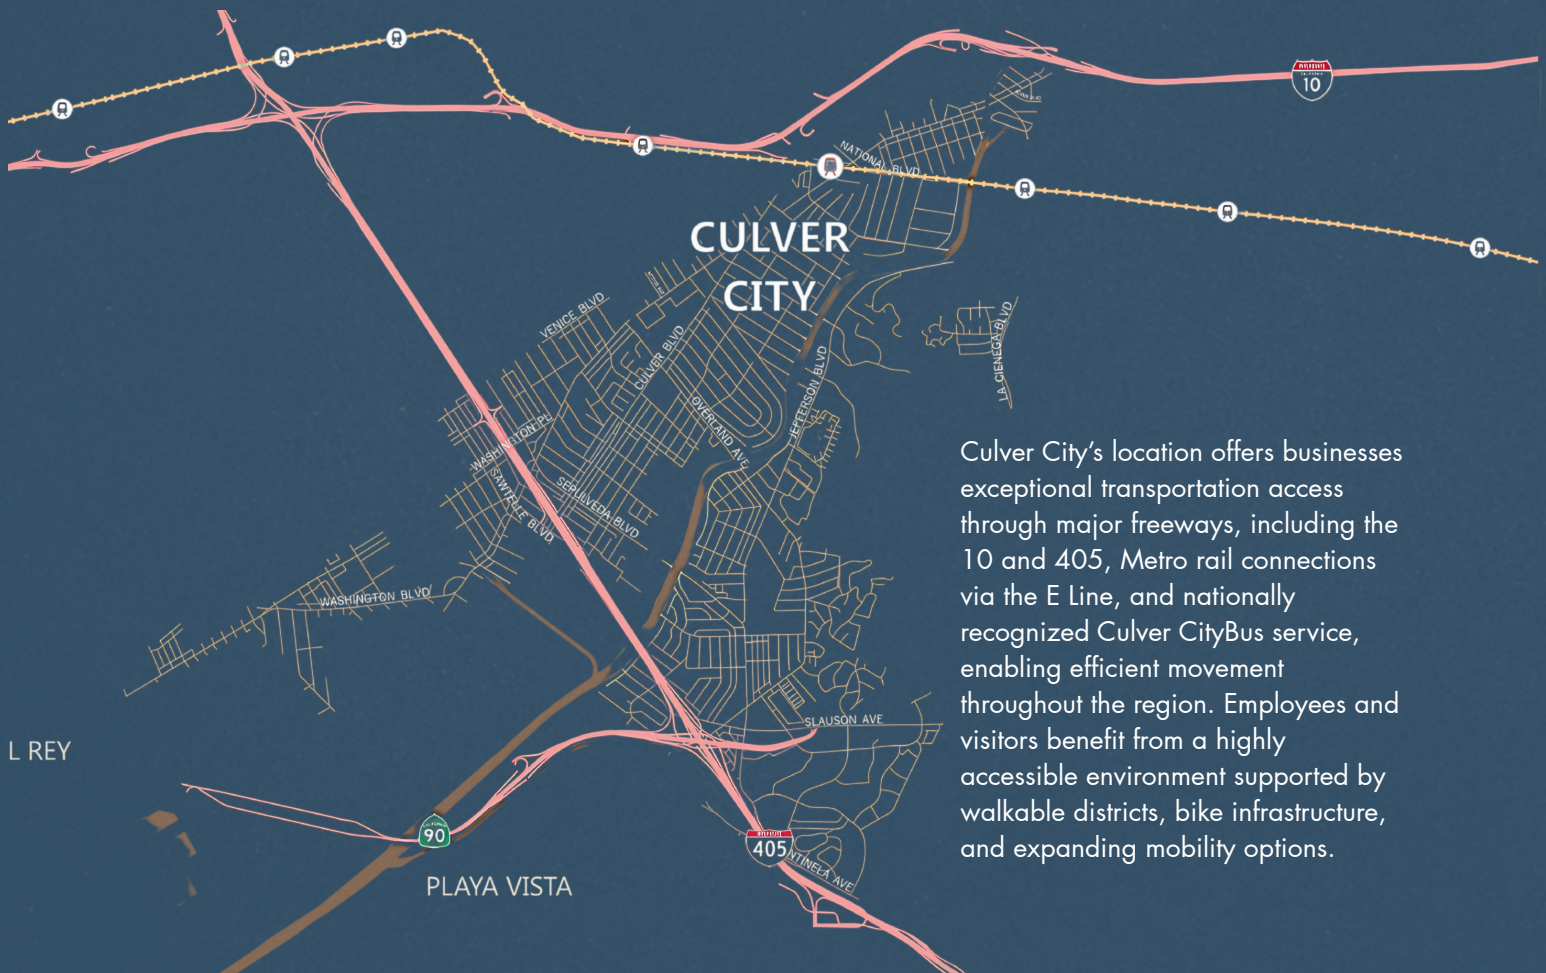 10
NATIONAL BLVD
CULVER
CITY
VENICE BLVD
CULVER BLVD
LA CIENEGA BLVD
JEFFERSON BLVD
OVERLAND AVE
WASHINGTON PL
SAWTELLE BLVD
SEPULVEDA BLVD
WASHINGTON BLVD
Culver City’s location offers businesses
exceptional transportation access
through major freeways, including the
10 and 405, Metro rail connections
via the E Line, and nationally
recognized Culver CityBus service,
enabling efficient movement
throughout the region. Employees and
visitors benefit from a highly
accessible environment supported by
walkable districts, bike infrastructure,
and expanding mobility options.
SLAUSON AVE
L REY
90
405
NTINELA AVE
PLAYA VISTA